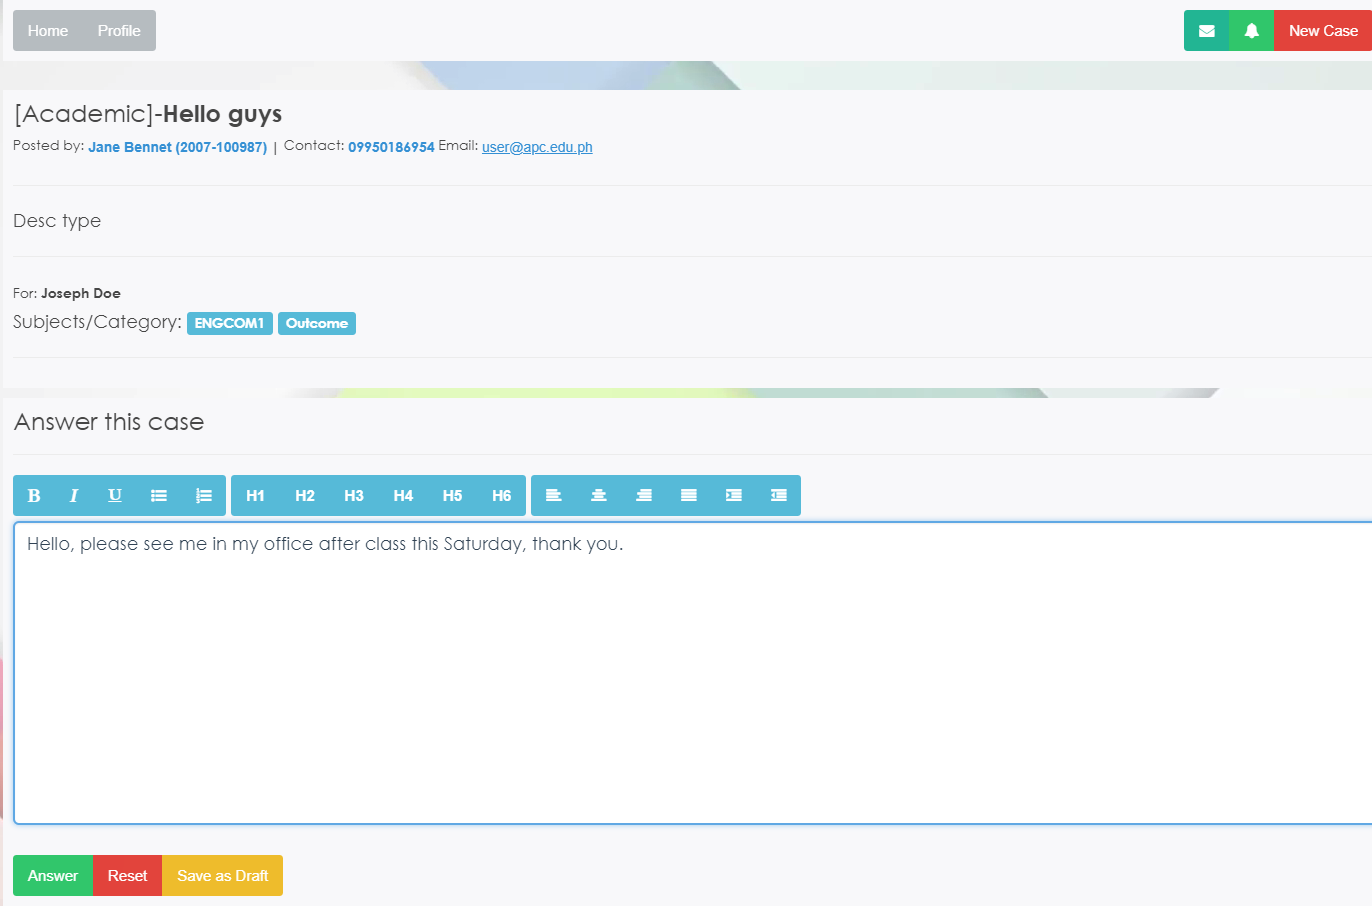 Home Profile New Case
[Academic]-Hello guys
Posted by: Jane Bennet (2007-100987) | Contact: 09950186954 Email: user@apc.edu.ph
Desc type
For: Joseph Doe
Subjects/Category: ENGCOM1 Outcome
Answer this case
B I U H1 H2 H3 H4 H5 H6
Hello, please see me in my office after class this Saturday, thank you.
Answer Reset Save as Draft